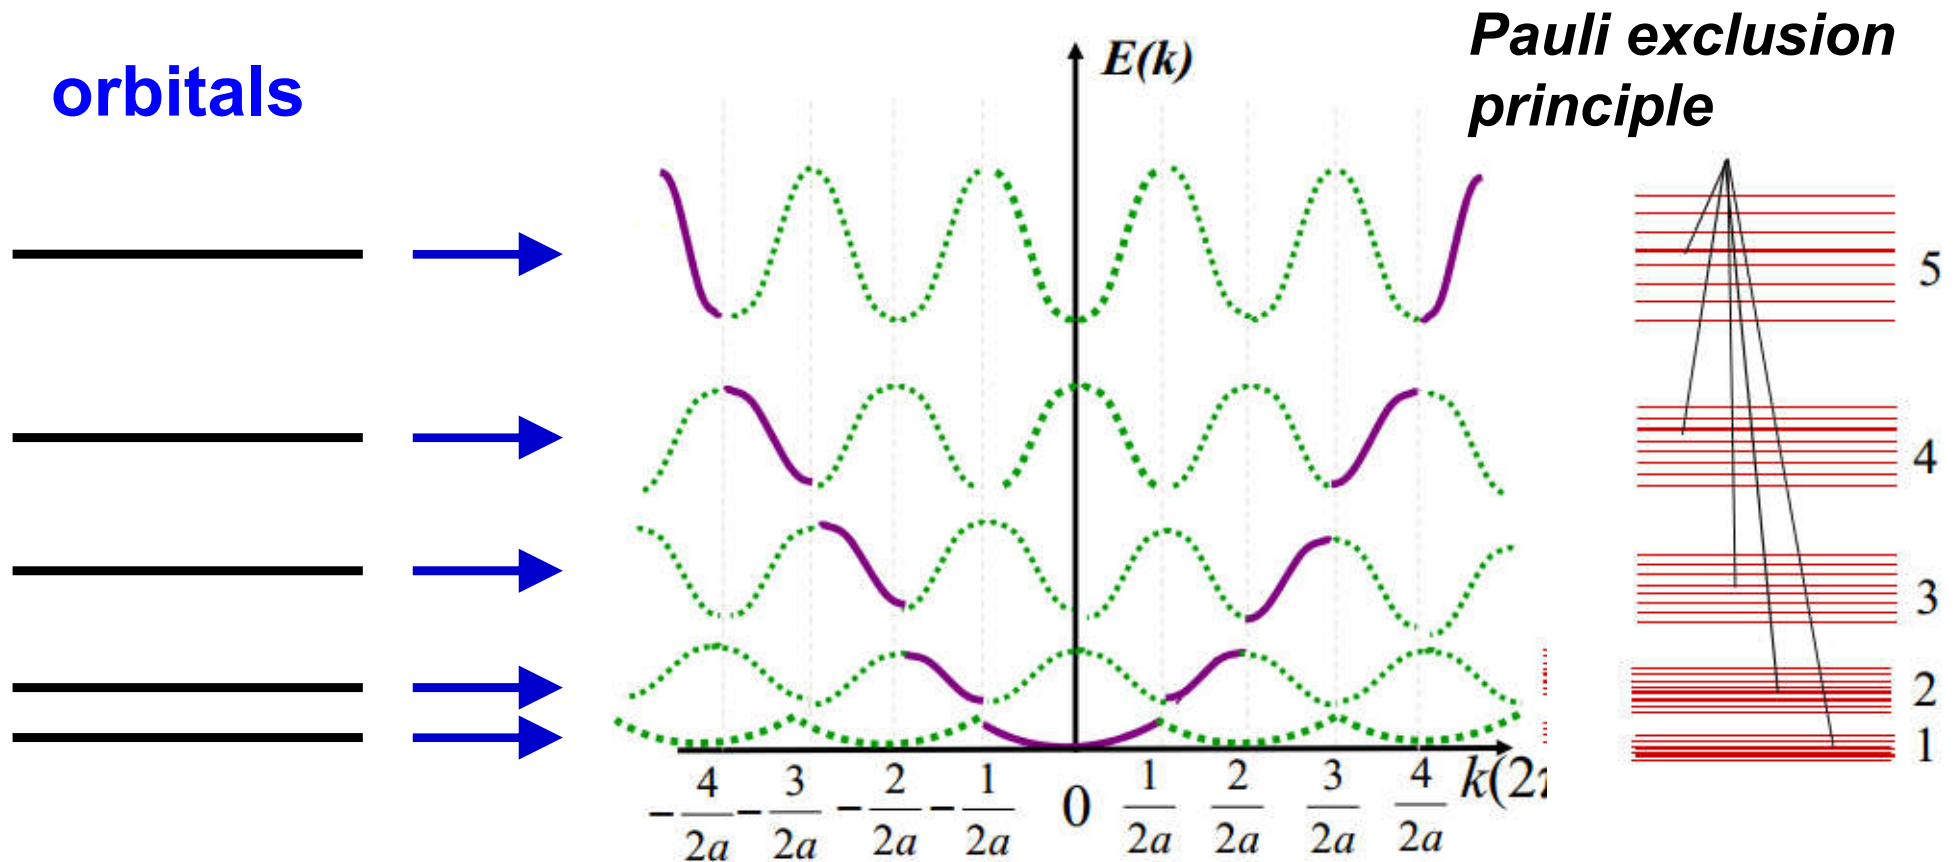 orbitals
E(k)
Pauli exclusion
principle
5
4
3
2
1
-4/2a -3/2a -2/2a -1/2a 0 1/2a 2/2a 3/2a 4/2a k(2